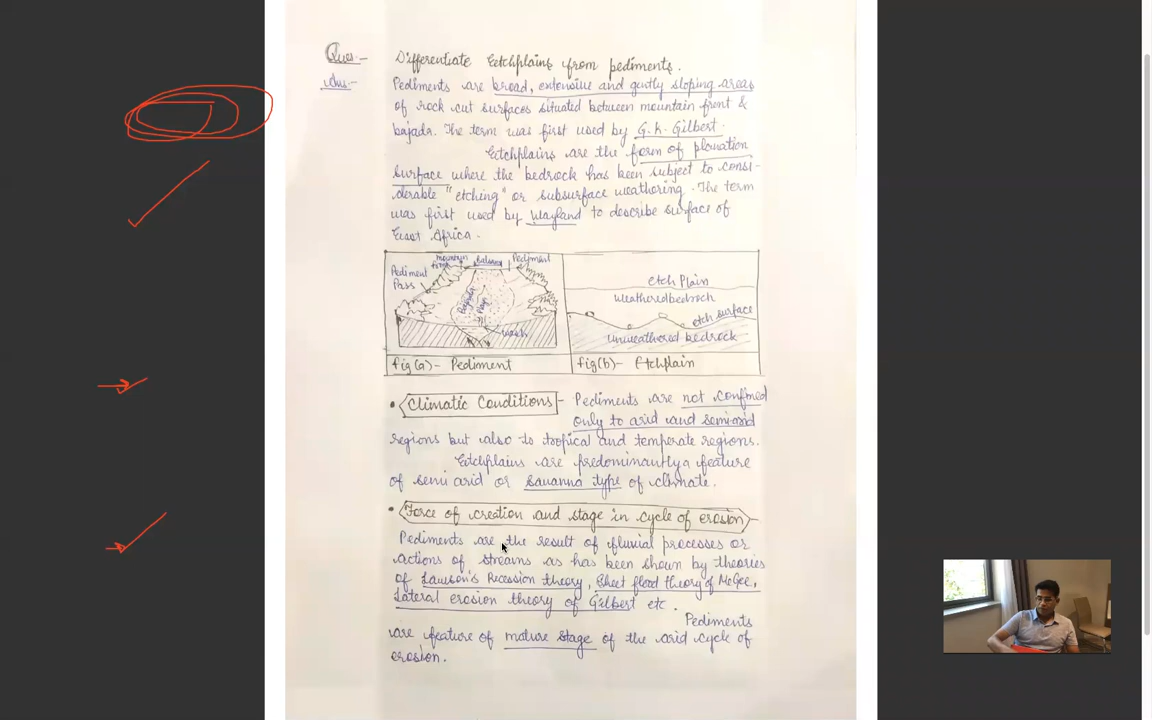 Ques:- Differentiate Etchplains from pediments.
Ans:- Pediments are broad, extensive and gently sloping areas
of rock cut surfaces situated between mountain front &
bajada. The term was first used by G.K. Gilbert.
Etchplains are the form of planation
surface where the bedrock has been subject to consi-
derable "etching" or subsurface weathering. The term
was first used by Wayland to describe surface of
East Africa.
mountain front
Pediment
Pediment Pass
Playa
wash
Etch Plain
weathered bedrock
etch surface
unweathered bedrock
fig(a)- Pediment
fig(b)- Etchplain
• Climatic Conditions - Pediments are not confined
only to arid and semiarid
regions but also to tropical and temperate regions.
Etchplains are predominantly a feature
of semi arid or savanna type of climate.
• Force of creation and stage in cycle of erosion -
Pediments are the result of fluvial processes or
actions of streams as has been shown by theories
of Lawson's Recession theory, Sheet flood theory of McGee,
Lateral erosion theory of Gilbert etc.
Pediments
are feature of mature stage of the arid cycle of
erosion.